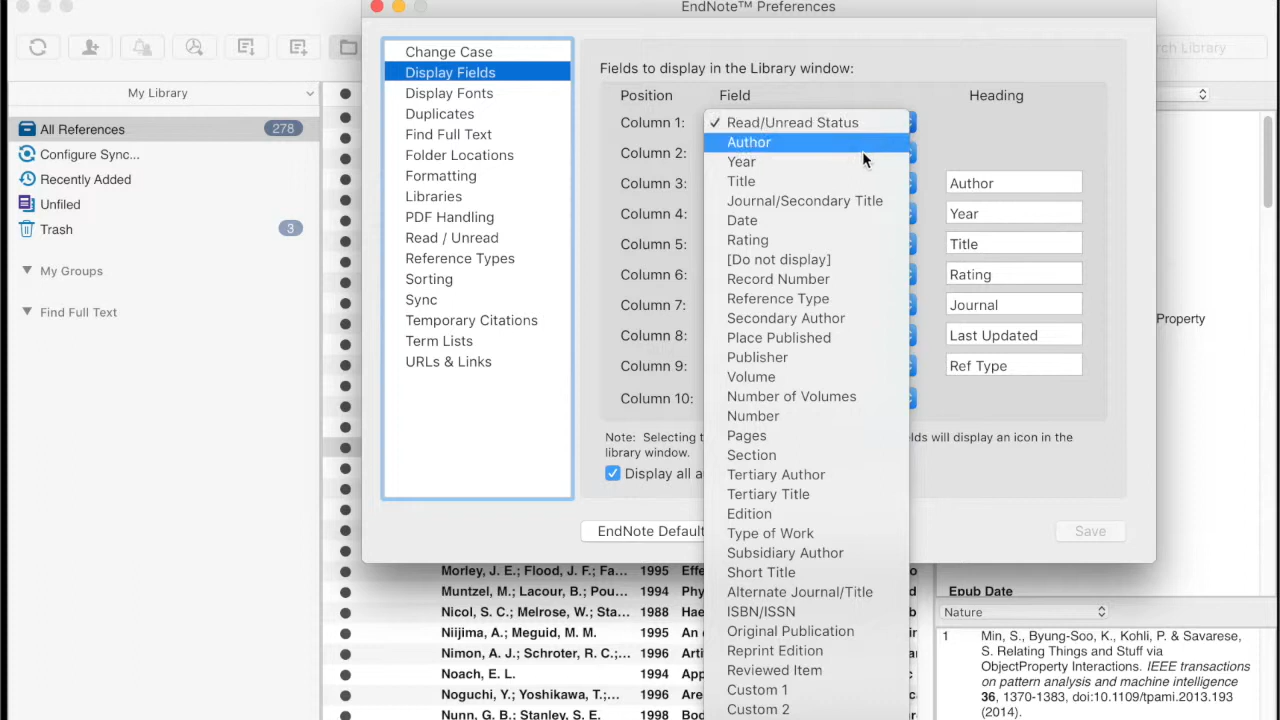 EndNote™ Preferences
rch Library
My Library
All References 278
Configure Sync...
Recently Added
Unfiled
Trash 3
My Groups
Find Full Text
Change Case
Display Fields
Display Fonts
Duplicates
Find Full Text
Folder Locations
Formatting
Libraries
PDF Handling
Read / Unread
Reference Types
Sorting
Sync
Temporary Citations
Term Lists
URLs & Links
Fields to display in the Library window:
Position Field Heading
Column 1:
Column 2:
Column 3: Author
Column 4: Year
Column 5: Title
Column 6: Rating
Column 7: Journal
Column 8: Last Updated
Column 9: Ref Type
Column 10:
✓ Read/Unread Status
Author
Year
Title
Journal/Secondary Title
Date
Rating
[Do not display]
Record Number
Reference Type
Secondary Author
Place Published
Publisher
Volume
Number of Volumes
Number
Pages
Section
Tertiary Author
Tertiary Title
Edition
Type of Work
Subsidiary Author
Short Title
Alternate Journal/Title
ISBN/ISSN
Original Publication
Reprint Edition
Reviewed Item
Custom 1
Custom 2
Note: Selecting t lds will display an icon in the
library window.
Display all a
EndNote Default
Save
Property
Morley, J. E.; Flood, J. F.; Fa... 1995 Effe
Muntzel, M.; Lacour, B.; Pou... 1994 Phy
Nicol, S. C.; Melrose, W.; Sta... 1988 Hae
Niijima, A.; Meguid, M. M. 1995 An
Nimon, A. J.; Schroter, R. C.;... 1996 Arti
Noach, E. L. 1994 App
Noguchi, Y.; Yoshikawa, T.;... 1996 Are
Nunn, G. B.; Stanley, S. E. 1998 Bod
Epub Date
Nature
1 Min, S., Byung-Soo, K., Kohli, P. & Savarese,
S. Relating Things and Stuff via
ObjectProperty Interactions. IEEE transactions
on pattern analysis and machine intelligence
36, 1370-1383, doi:10.1109/tpami.2013.193
(2014).